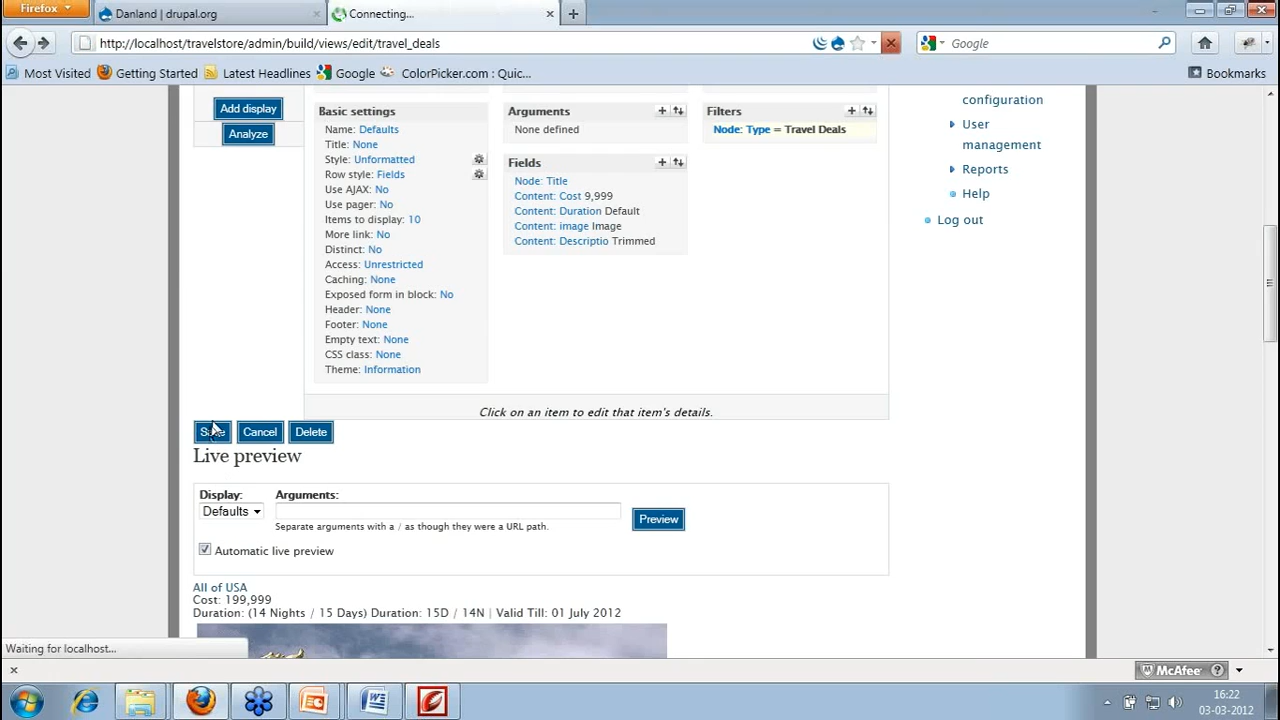 Firefox
Danland | drupal.org
Connecting...
http://localhost/travelstore/admin/build/views/edit/travel_deals
Google
Most Visited
Getting Started
Latest Headlines
Google
ColorPicker.com : Quic...
Bookmarks
Add display
Analyze
Basic settings
Name: Defaults
Title: None
Style: Unformatted
Row style: Fields
Use AJAX: No
Use pager: No
Items to display: 10
More link: No
Distinct: No
Access: Unrestricted
Caching: None
Exposed form in block: No
Header: None
Footer: None
Empty text: None
CSS class: None
Theme: Information
Arguments
None defined
Fields
Node: Title
Content: Cost 9,999
Content: Duration Default
Content: image Image
Content: Descriptio Trimmed
Filters
Node: Type = Travel Deals
configuration
User
management
Reports
Help
Log out
Click on an item to edit that item's details.
Cancel
Delete
Live preview
Display:
Defaults
Arguments:
Separate arguments with a / as though they were a URL path.
Preview
Automatic live preview
All of USA
Cost: 199,999
Duration: (14 Nights / 15 Days) Duration: 15D / 14N | Valid Till: 01 July 2012
Waiting for localhost...
McAfee
16:22
03-03-2012